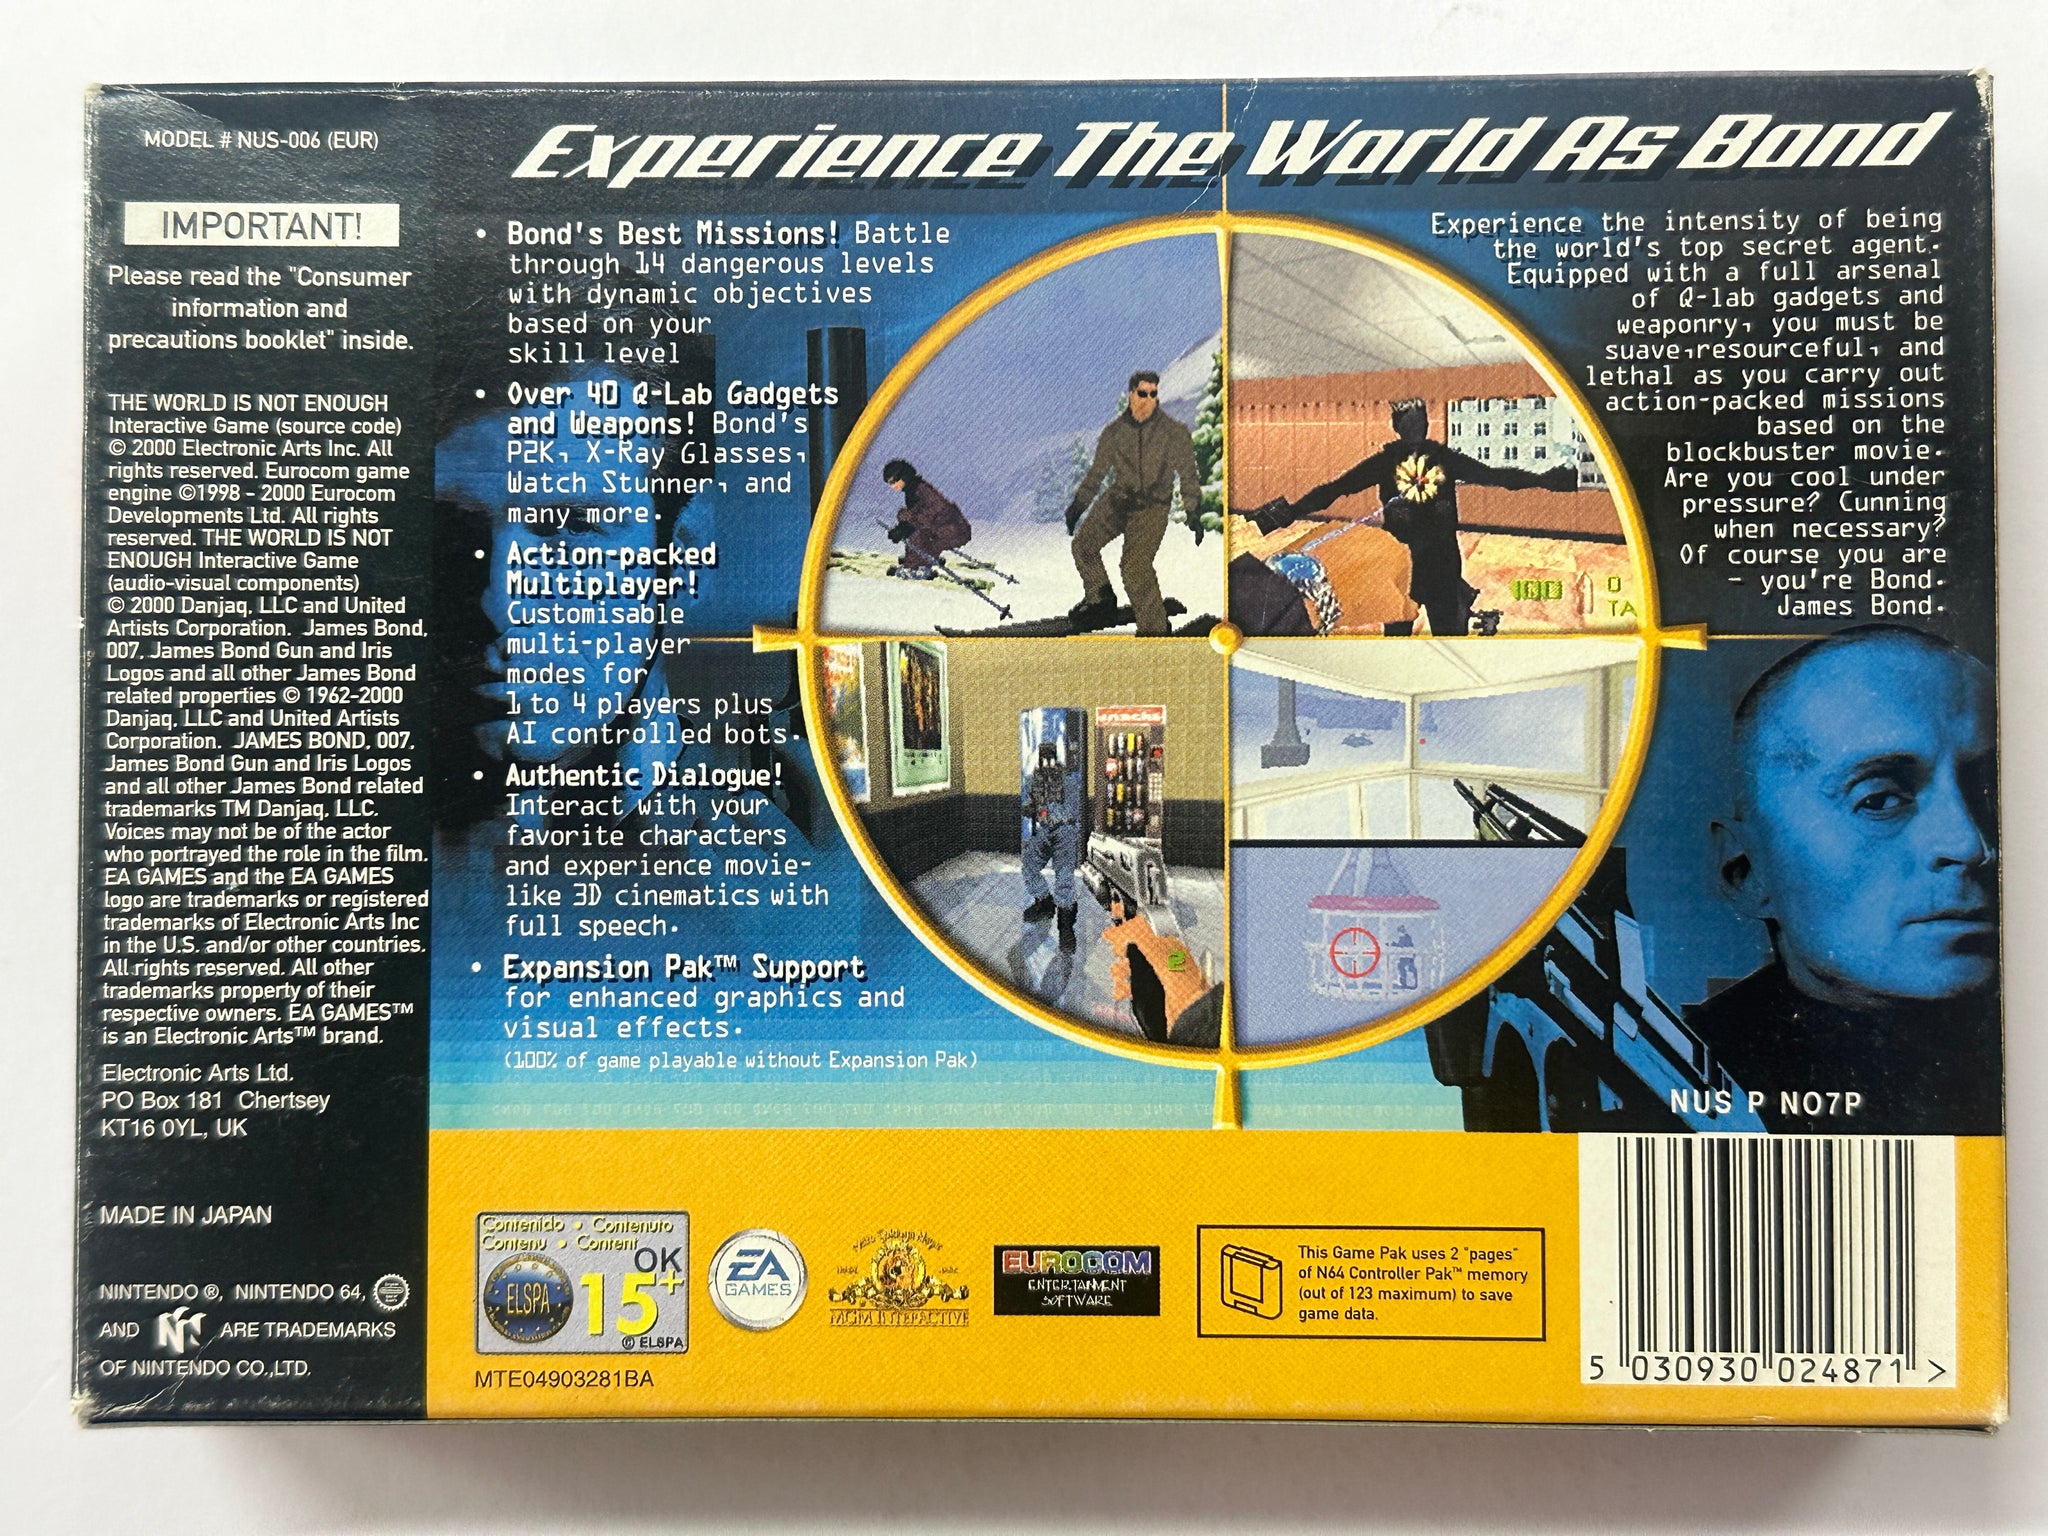 MODEL # NUS-006 (EUR)
IMPORTANT!
Please read the "Consumer
information and
precautions booklet" inside.
THE WORLD IS NOT ENOUGH
Interactive Game (source code)
© 2000 Electronic Arts Inc. All
rights reserved. Eurocom game
engine ©1998 - 2000 Eurocom
Developments Ltd. All rights
reserved. THE WORLD IS NOT
ENOUGH Interactive Game
(audio-visual components)
© 2000 Danjaq, LLC and United
Artists Corporation. James Bond,
007, James Bond Gun and Iris
Logos and all other James Bond
related properties © 1962-2000
Danjaq, LLC and United Artists
Corporation. JAMES BOND, 007,
James Bond Gun and Iris Logos
and all other James Bond related
trademarks TM Danjaq, LLC.
Voices may not be of the actor
who portrayed the role in the film.
EA GAMES and the EA GAMES
logo are trademarks or registered
trademarks of Electronic Arts Inc
in the U.S. and/or other countries.
All rights reserved. All other
trademarks property of their
respective owners. EA GAMES™
is an Electronic Arts™ brand.
Electronic Arts Ltd.
PO Box 181 Chertsey
KT16 0YL, UK
MADE IN JAPAN
NINTENDO ®, NINTENDO 64,
AND N ARE TRADEMARKS
OF NINTENDO CO.,LTD.
Experience The World As Bond
• Bond's Best Missions! Battle
through 14 dangerous levels
with dynamic objectives
based on your
skill level
• Over 40 Q-Lab Gadgets
and Weapons! Bond's
P2K, X-Ray Glasses,
Watch Stunner, and
many more.
• Action-packed
Multiplayer!
Customisable
multi-player
modes for
1 to 4 players plus
AI controlled bots.
• Authentic Dialogue!
Interact with your
favorite characters
and experience movie-
like 3D cinematics with
full speech.
• Expansion Pak™ Support
for enhanced graphics and
visual effects.
(100% of game playable without Expansion Pak)
100 0
TA
snacks
2
Experience the intensity of being
the world's top secret agent.
Equipped with a full arsenal
of Q-lab gadgets and
weaponry, you must be
suave,resourceful, and
lethal as you carry out
action-packed missions
based on the
blockbuster movie.
Are you cool under
pressure? Cunning
when necessary?
Of course you are
- you're Bond.
James Bond.
NUS P NO7P
Contenido • Contenuto
Contenu • Content
OK
ELSPA
15+
© ELSPA
MTE04903281BA
EA
GAMES
MGM INTERACTIVE
EUROCOM
ENTERTAINMENT
SOFTWARE
This Game Pak uses 2 "pages"
of N64 Controller Pak™ memory
(out of 123 maximum) to save
game data.
5 030930 024871 >